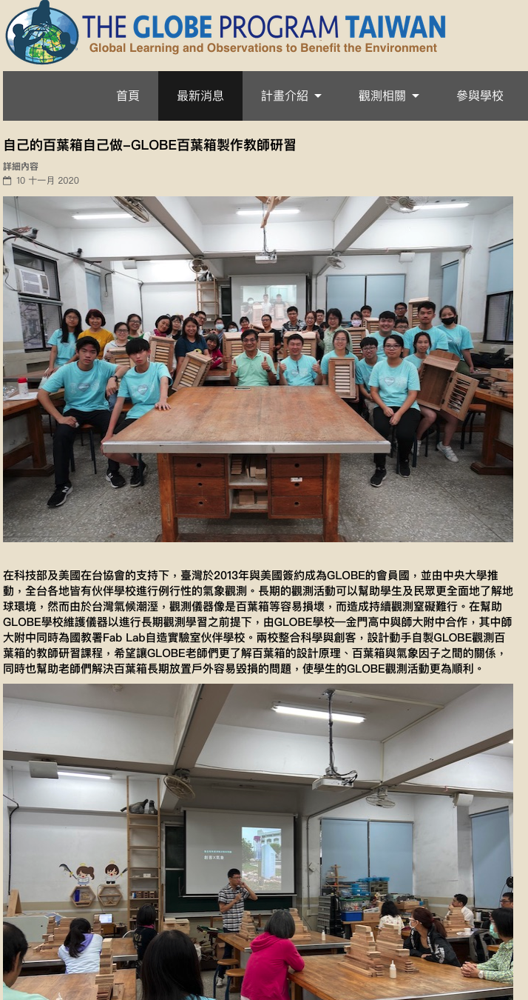 THE GLOBE PROGRAM TAIWAN
Global Learning and Observations to Benefit the Environment
首頁 最新消息 計畫介紹 觀測相關 參與學校
自己的百葉箱自己做–GLOBE百葉箱製作教師研習
詳細內容
10 十一月 2020
在科技部及美國在台協會的支持下，臺灣於2013年與美國簽約成為GLOBE的會員國，並由中央大學推
動，全台各地皆有伙伴學校進行例行性的氣象觀測。長期的觀測活動可以幫助學生及民眾更全面地了解地
球環境，然而由於台灣氣候潮溼，觀測儀器像是百葉箱等容易損壞，而造成持續觀測窒礙難行。在幫助
GLOBE學校維護儀器以進行長期觀測學習之前提下，由GLOBE學校—金門高中與師大附中合作，其中師
大附中同時為國教署Fab Lab自造實驗室伙伴學校。兩校整合科學與創客，設計動手自製GLOBE觀測百
葉箱的教師研習課程，希望讓GLOBE老師們更了解百葉箱的設計原理、百葉箱與氣象因子之間的關係，
同時也幫助老師們解決百葉箱長期放置戶外容易毀損的問題，使學生的GLOBE觀測活動更為順利。
創客X氣象